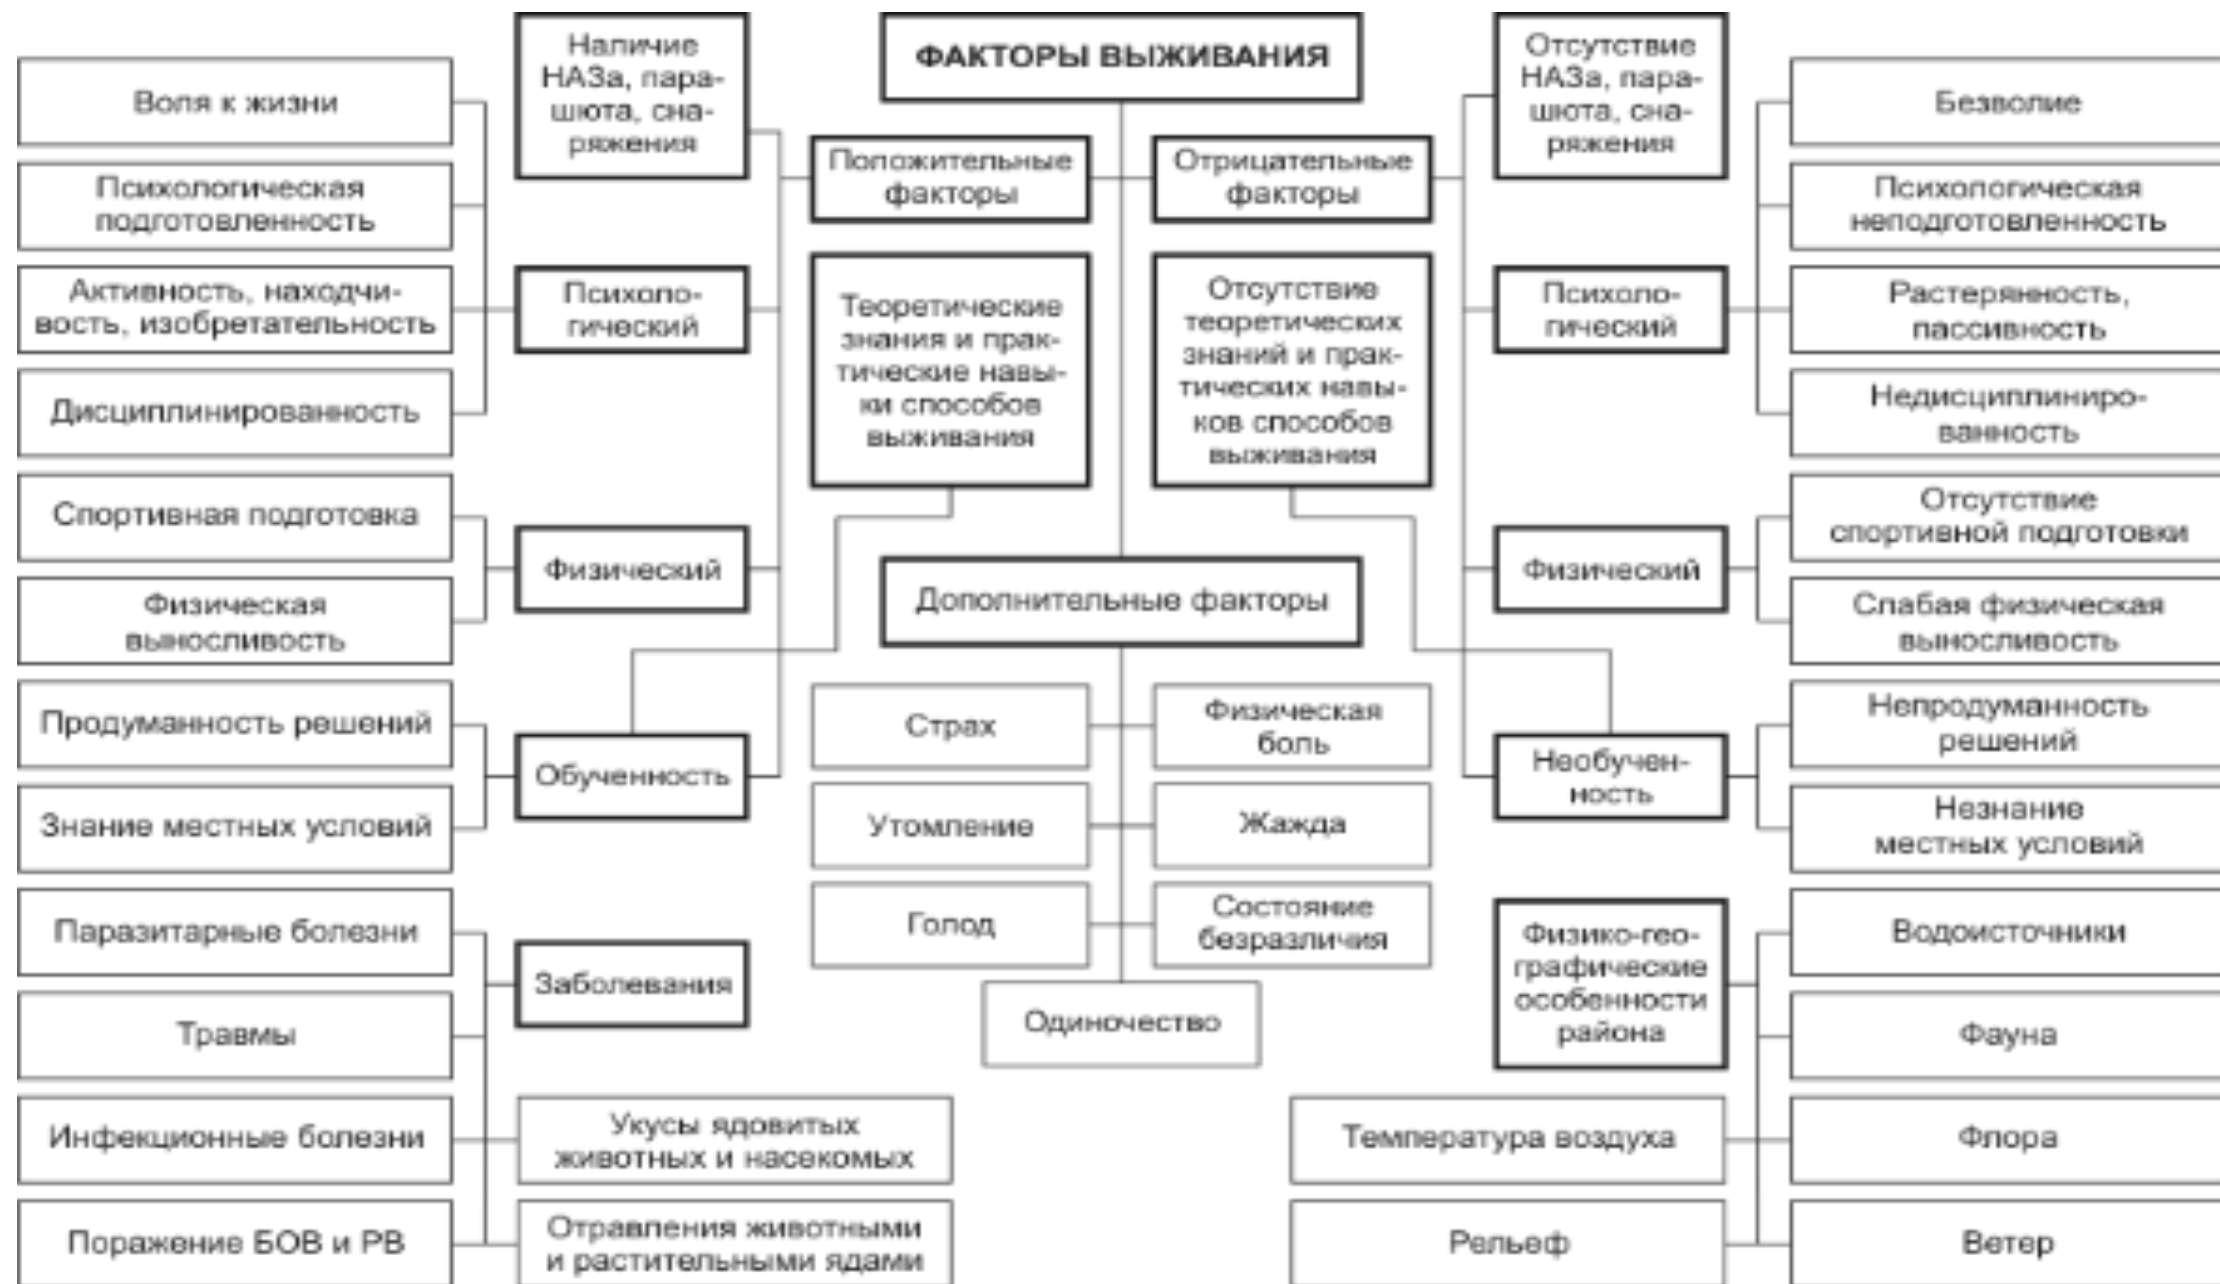 ФАКТОРЫ ВЫЖИВАНИЯ
Положительные
факторы
Отрицательные
факторы
Наличие
НАЗа, пара-
шюта, сна-
ряжения
Психоло-
гический
Воля к жизни
Психологическая
подготовленность
Активность, находчи-
вость, изобретательность
Дисциплинированность
Физический
Спортивная подготовка
Физическая
выносливость
Обученность
Продуманность решений
Знание местных условий
Теоретические
знания и прак-
тические навы-
ки способов
выживания
Отсутствие
теоретических
знаний и прак-
тических навы-
ков способов
выживания
Отсутствие
НАЗа, пара-
шюта, сна-
ряжения
Психоло-
гический
Безволие
Психологическая
неподготовленность
Растерянность,
пассивность
Недисциплиниро-
ванность
Физический
Отсутствие
спортивной подготовки
Слабая физическая
выносливость
Необучен-
ность
Непродуманность
решений
Незнание
местных условий
Дополнительные факторы
Страх
Физическая
боль
Утомление
Жажда
Голод
Состояние
безразличия
Одиночество
Заболевания
Паразитарные болезни
Травмы
Инфекционные болезни
Укусы ядовитых
животных и насекомых
Поражение БОВ и РВ
Отравления животными
и растительными ядами
Физико-гео-
графические
особенности
района
Водоисточники
Фауна
Температура воздуха
Флора
Рельеф
Ветер